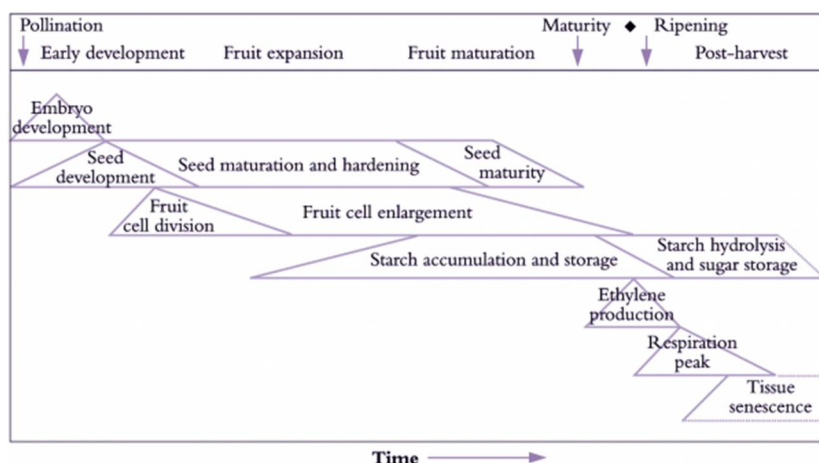 Pollination
Maturity ◆ Ripening
Early development
Fruit expansion
Fruit maturation
Post-harvest
Embryo
development
Seed
development
Seed maturation and hardening
Seed
maturity
Fruit
cell division
Fruit cell enlargement
Starch accumulation and storage
Starch hydrolysis
and sugar storage
Ethylene
production
Respiration
peak
Tissue
senescence
Time